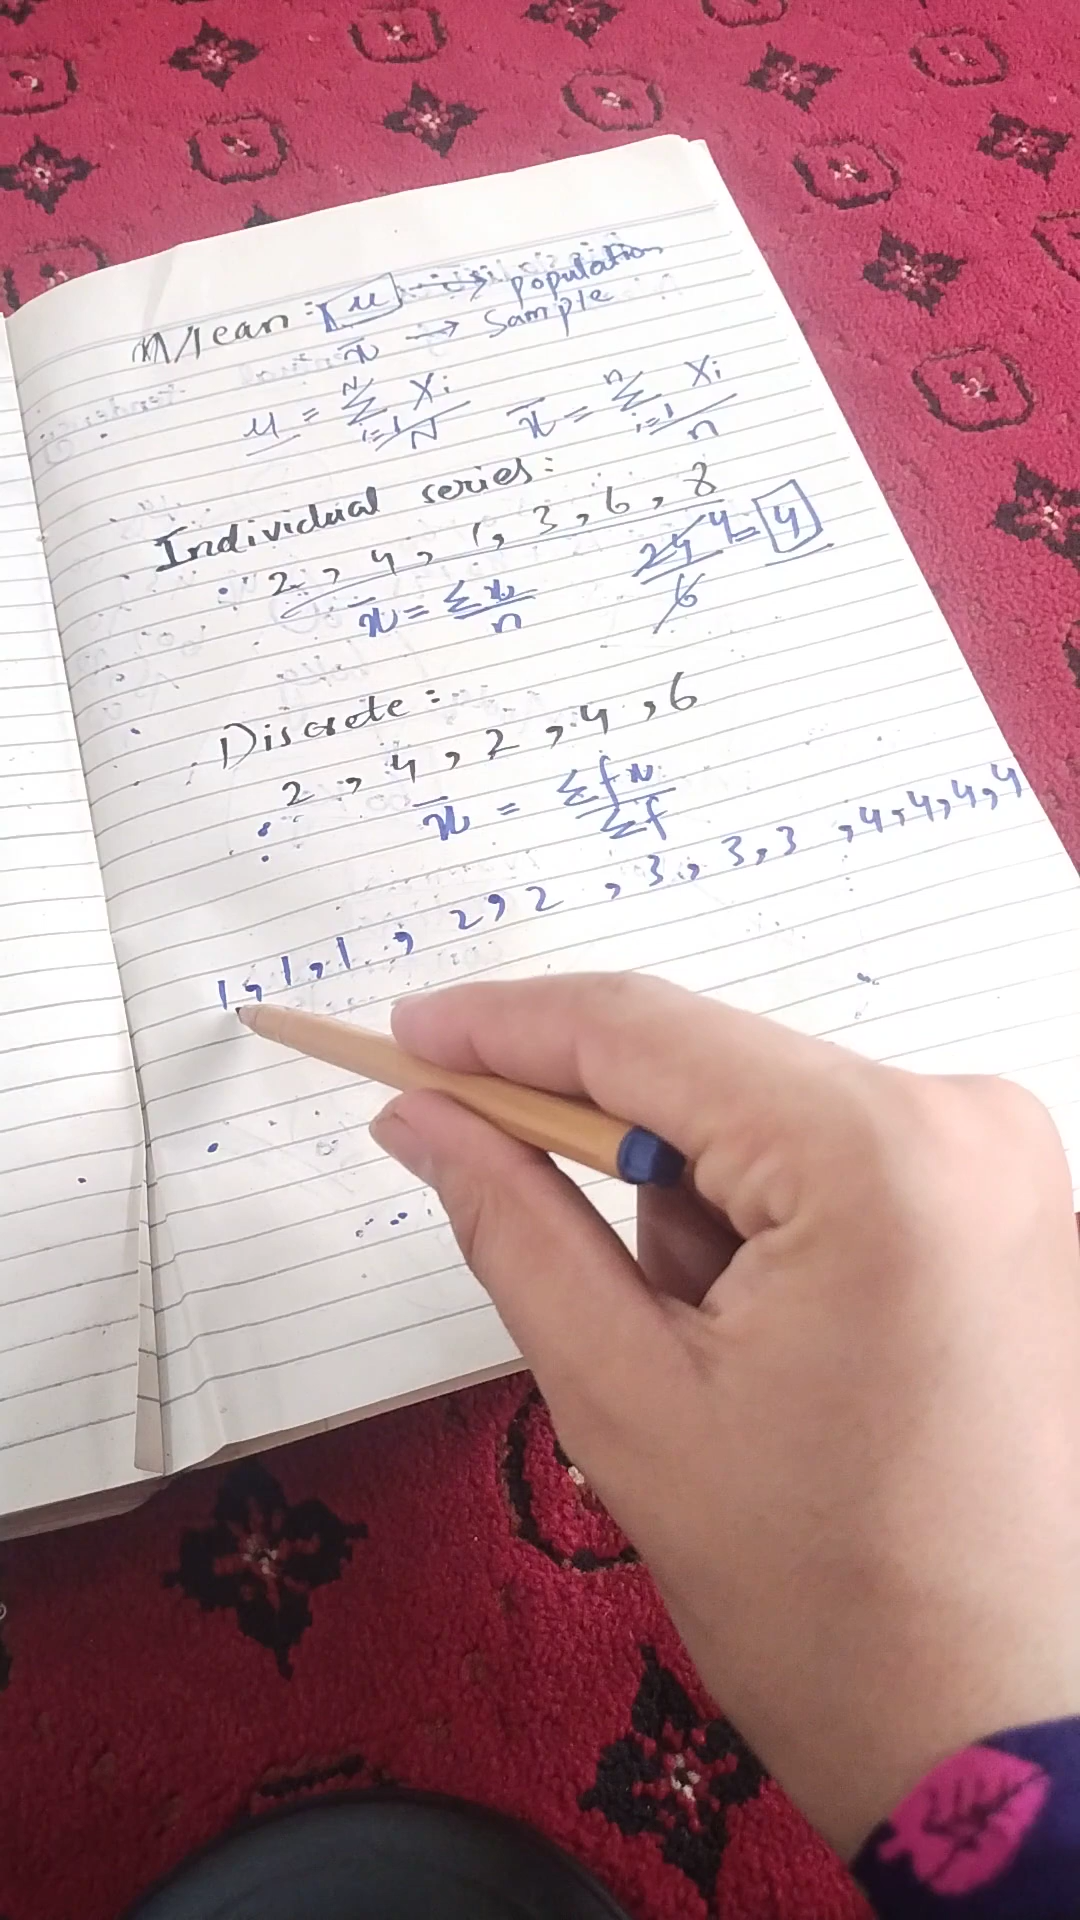 Mean : μ → population
x̄ → Sample
μ = N Σ i=1 Xi / N x̄ = n Σ i=1 Xi / n
Individual series:
2, 4, 1, 3, 6, 8
x̄ = Σx / n 24 / 6 4 = 4
Discrete:
2, 4, 2, 4, 6
x̄ = Σfx / Σf
1, 1, 1, 2, 2, 3, 3, 3, 4, 4, 4, 4